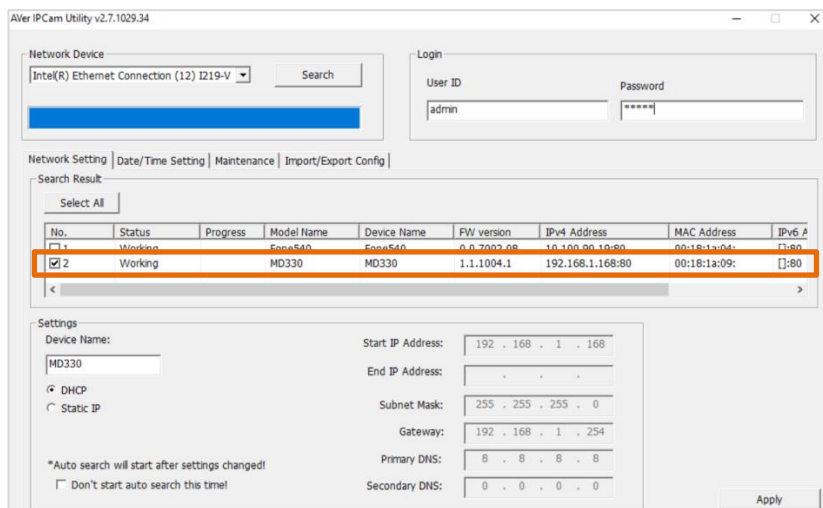 AVer IPCam Utility v2.7.1029.34
Network Device
Intel(R) Ethernet Connection (12) I219-V
Search
Login
User ID
Password
admin
*****
Network Setting Date/Time Setting Maintenance Import/Export Config
Search Result
Select All
No. Status Progress Model Name Device Name FW version IPv4 Address MAC Address IPv6 A
1 Working Fone540 Fone540 0.0.7002.08 10.100.90.19:80 00:18:1a:04: []:80
2 Working MD330 MD330 1.1.1004.1 192.168.1.168:80 00:18:1a:09: []:80
Settings
Device Name:
MD330
DHCP
Static IP
*Auto search will start after settings changed!
Don't start auto search this time!
Start IP Address: 192 . 168 . 1 . 168
End IP Address: . . .
Subnet Mask: 255 . 255 . 255 . 0
Gateway: 192 . 168 . 1 . 254
Primary DNS: 8 . 8 . 8 . 8
Secondary DNS: 0 . 0 . 0 . 0
Apply